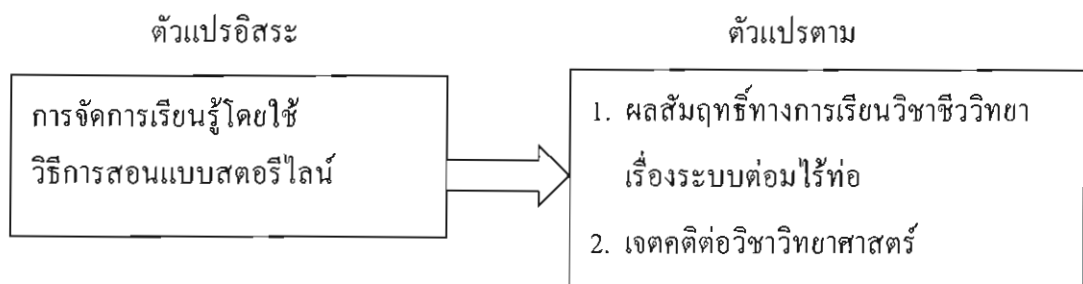 ตัวแปรอิสระ
ตัวแปรตาม
การจัดการเรียนรู้โดยใช้
วิธีการสอนแบบสตอรีไลน์
1. ผลสัมฤทธิ์ทางการเรียนวิชาชีววิทยา
เรื่องระบบต่อมไร้ท่อ
2. เจตคติต่อวิชาวิทยาศาสตร์